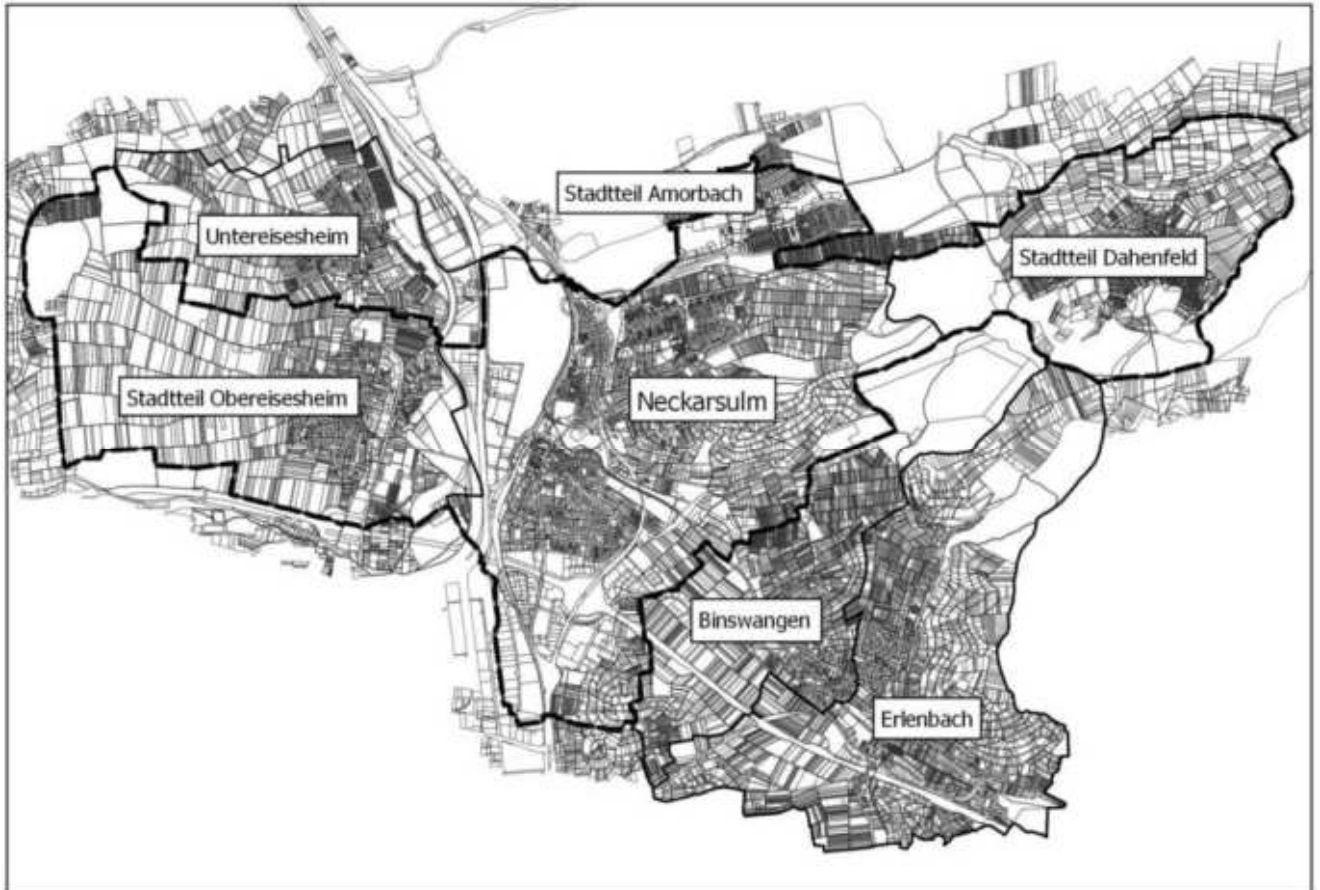 Stadtteil Amorbach
Untereisesheim
Stadtteil Dahenfeld
Stadtteil Obereisesheim
Neckarsulm
Binswangen
Erlenbach